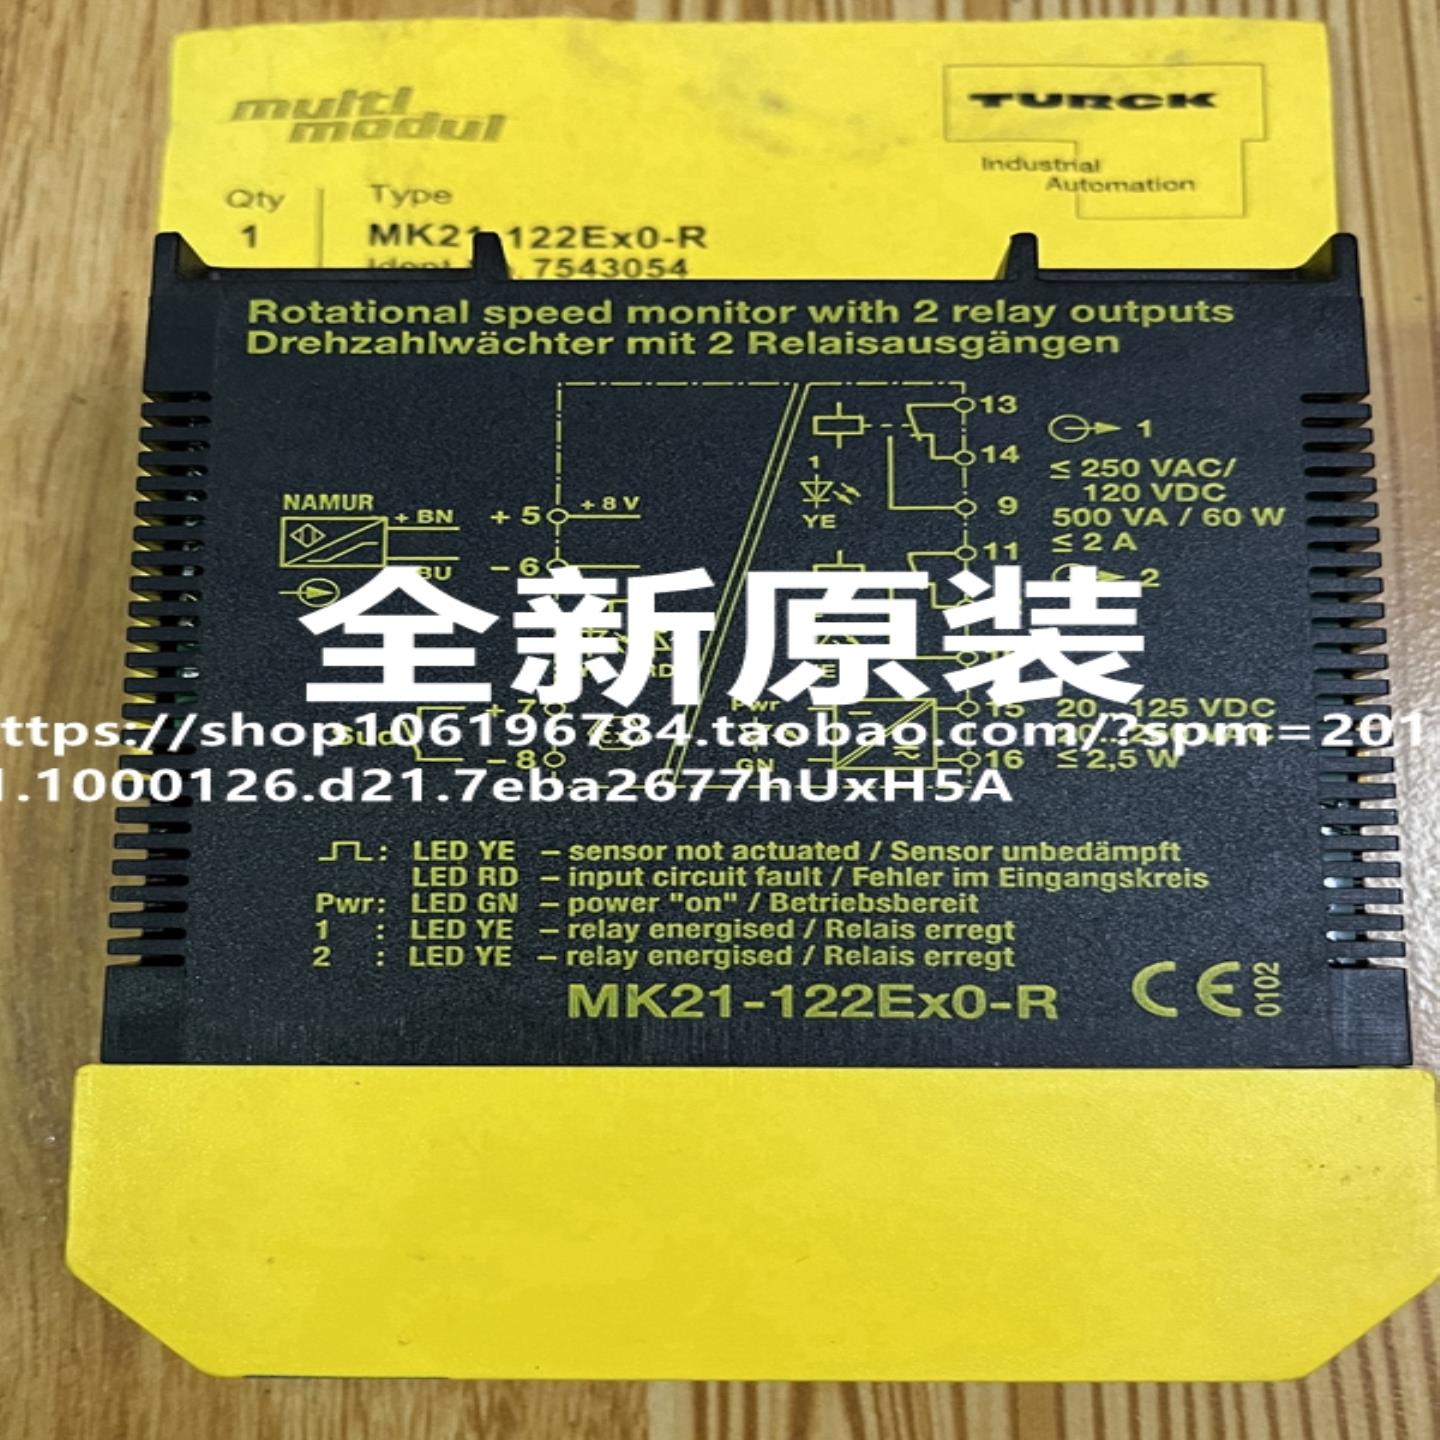 multi
modul
TURCK
Industrial
Automation
Qty
Type
1
MK21-122Ex0-R
7543054
Rotational speed monitor with 2 relay outputs
Drehzahlwächter mit 2 Relaisausgängen
13
1
14
≤ 250 VAC/
120 VDC
NAMUR
1
+ BN
+ 5
+ 8 V
YE
9
500 VA / 60 W
11
≤ 2 A
BU
- 6
2
全新原装
RD
+ 7
Pwr
15
20...125 VDC
ttps://shop106196784.taobao.com/?spm=201
- 8
GN
16
≤ 2,5 W
1.1000126.d21.7eba2677hUxH5A
: LED YE – sensor not actuated / Sensor unbedämpft
LED RD – input circuit fault / Fehler im Eingangskreis
Pwr: LED GN – power "on" / Betriebsbereit
1 : LED YE – relay energised / Relais erregt
2 : LED YE – relay energised / Relais erregt
MK21-122Ex0-R
CE
0102